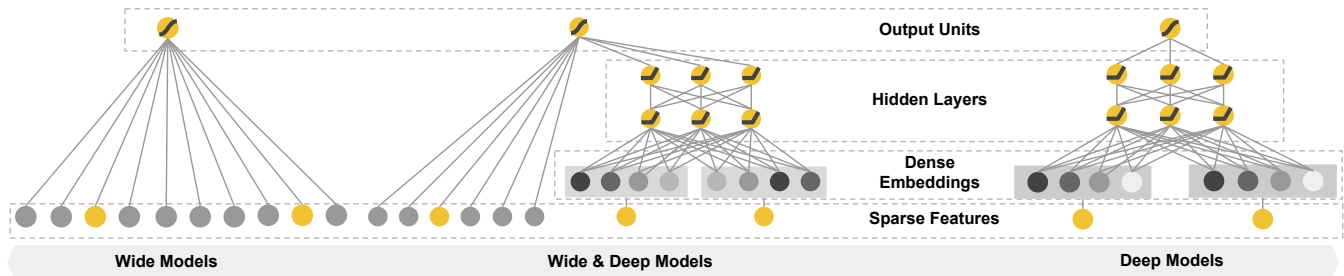 Output Units
Hidden Layers
Dense
Embeddings
Sparse Features
Wide Models
Wide & Deep Models
Deep Models